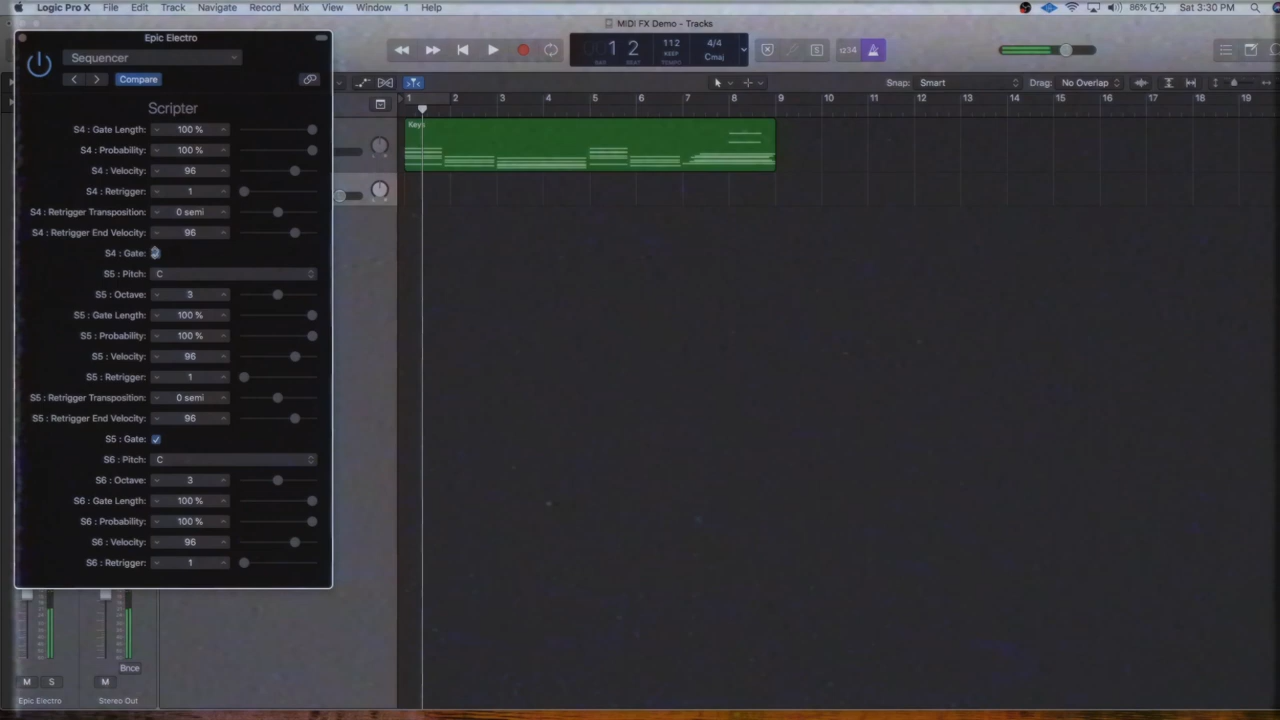 Logic Pro X File Edit Track Navigate Record Mix View Window 1 Help 86% Sat 3:30 PM
Epic Electro
MIDI FX Demo - Tracks
Sequencer
1 2 112 4/4
BAR BEAT KEEP TEMPO Cmaj
S 1234
Compare
Snap: Smart Drag: No Overlap
1 2 3 4 5 6 7 8 9 10 11 12 13 14 15 16 17 18 19
Scripter
Keys
S4 : Gate Length: 100 %
S4 : Probability: 100 %
S4 : Velocity: 96
S4 : Retrigger: 1
S4 : Retrigger Transposition: 0 semi
S4 : Retrigger End Velocity: 96
S4 : Gate:
S5 : Pitch: C
S5 : Octave: 3
S5 : Gate Length: 100 %
S5 : Probability: 100 %
S5 : Velocity: 96
S5 : Retrigger: 1
S5 : Retrigger Transposition: 0 semi
S5 : Retrigger End Velocity: 96
S5 : Gate:
S6 : Pitch: C
S6 : Octave: 3
S6 : Gate Length: 100 %
S6 : Probability: 100 %
S6 : Velocity: 96
S6 : Retrigger: 1
Bnce
M S M
Epic Electro Stereo Out